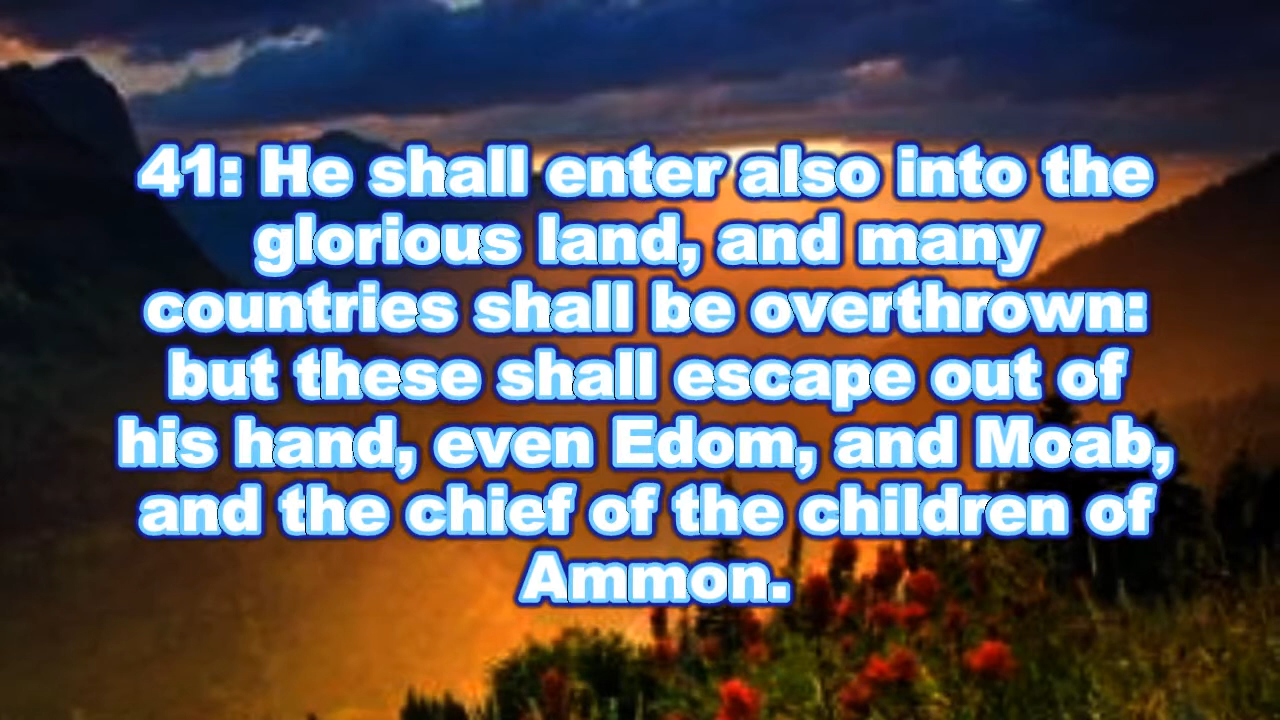 41: He shall enter also into the
glorious land, and many
countries shall be overthrown:
but these shall escape out of
his hand, even Edom, and Moab,
and the chief of the children of
Ammon.